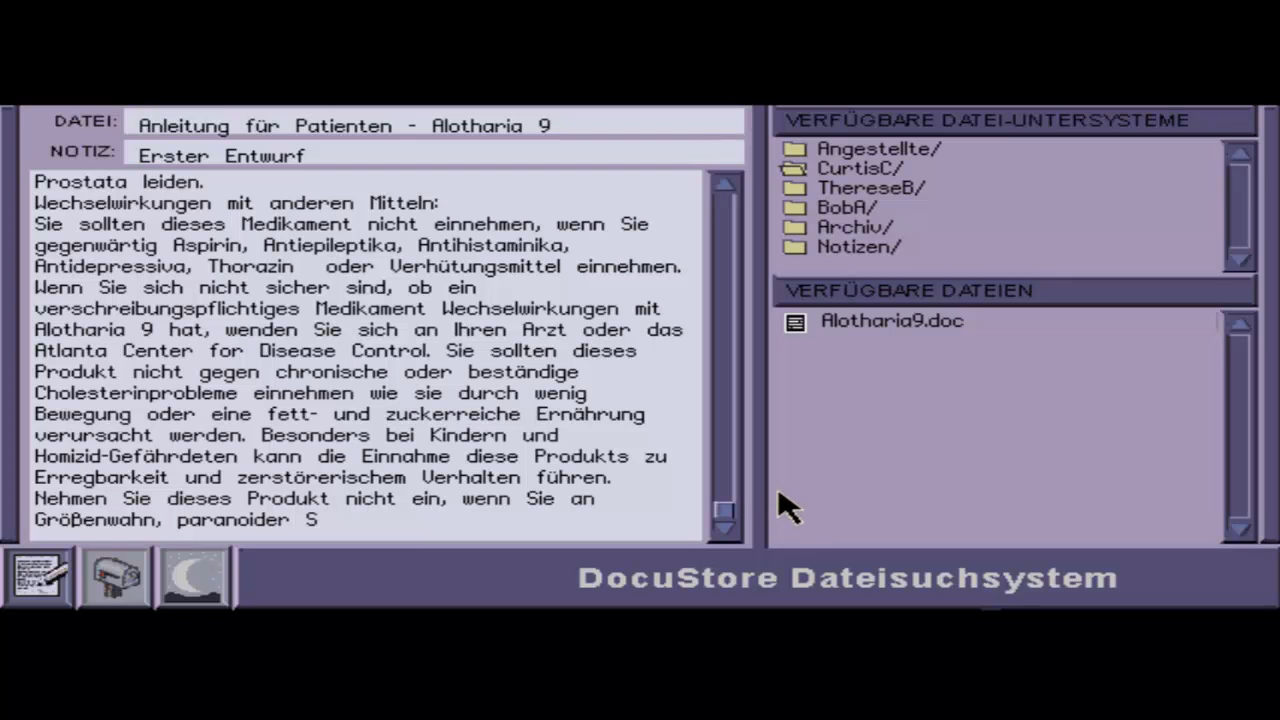 DATEI: Anleitung für Patienten - Alotharia 9
NOTIZ: Erster Entwurf
Prostata leiden.
Wechselwirkungen mit anderen Mitteln:
Sie sollten dieses Medikament nicht einnehmen, wenn Sie
gegenwärtig Aspirin, Antiepileptika, Antihistaminika,
Antidepressiva, Thorazin oder Verhütungsmittel einnehmen.
Wenn Sie sich nicht sicher sind, ob ein
verschreibungspflichtiges Medikament Wechselwirkungen mit
Alotharia 9 hat, wenden Sie sich an Ihren Arzt oder das
Atlanta Center for Disease Control. Sie sollten dieses
Produkt nicht gegen chronische oder beständige
Cholesterinprobleme einnehmen wie sie durch wenig
Bewegung oder eine fett- und zuckerreiche Ernährung
verursacht werden. Besonders bei Kindern und
Homizid-Gefährdeten kann die Einnahme diese Produkts zu
Erregbarkeit und zerstörerischem Verhalten führen.
Nehmen Sie dieses Produkt nicht ein, wenn Sie an
Größenwahn, paranoider S
VERFÜGBARE DATEI-UNTERSYSTEME
Angestellte/
CurtisC/
ThereseB/
BobA/
Archiv/
Notizen/
VERFÜGBARE DATEIEN
Alotharia9.doc
DocuStore Dateisuchsystem